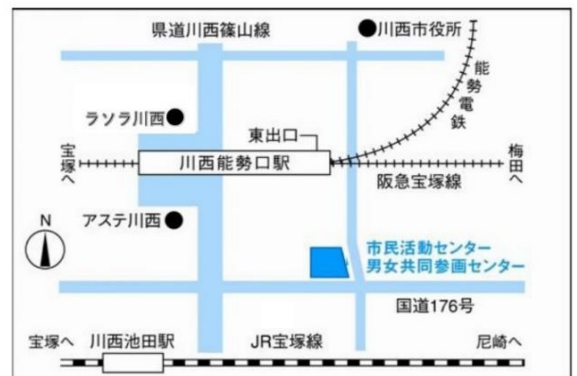 県道川西篠山線
川西市役所
能勢電鉄
ラソラ川西
東出口
宝塚へ
川西能勢口駅
阪急宝塚線
梅田へ
アステ川西
N
市民活動センター
男女共同参画センター
国道176号
宝塚へ
川西池田駅
JR宝塚線
尼崎へ